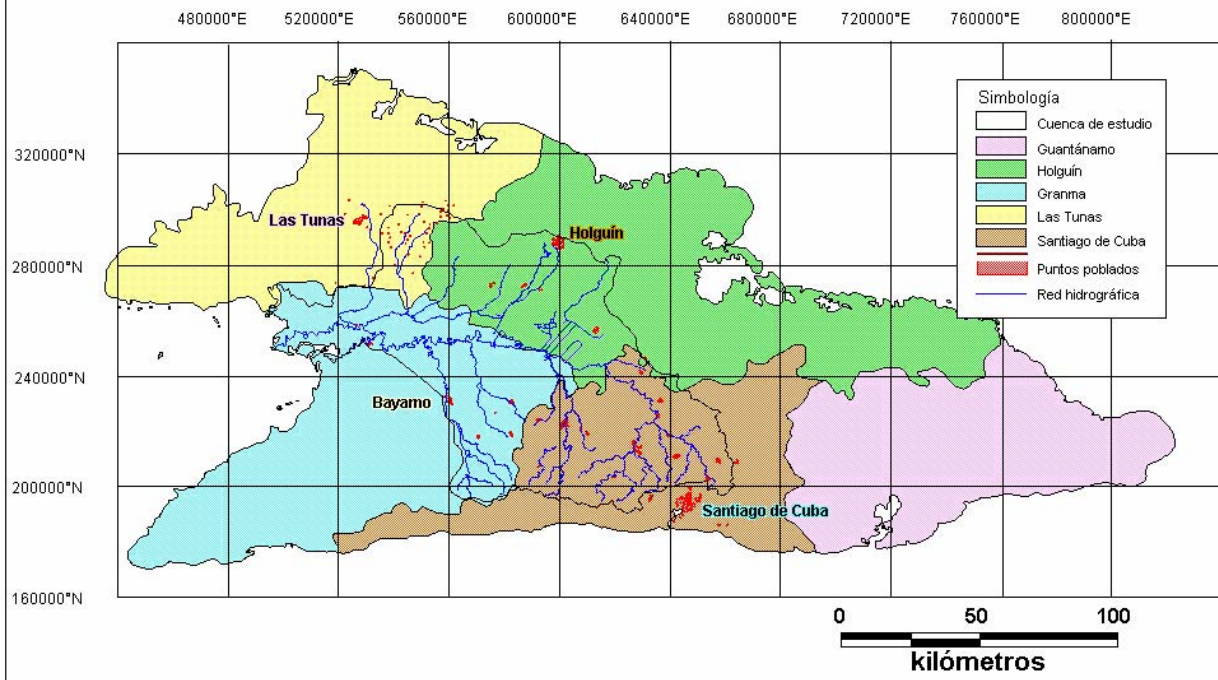 480000°E 520000°E 560000°E 600000°E 640000°E 680000°E 720000°E 760000°E 800000°E
Simbología
Cuenca de estudio
Guantánamo
Holguín
Granma
Las Tunas
Santiago de Cuba
Puntos poblados
Red hidrográfica
320000°N
Las Tunas
Holguín
280000°N
240000°N
Bayamo
200000°N
Santiago de Cuba
160000°N
0 50 100
kilómetros